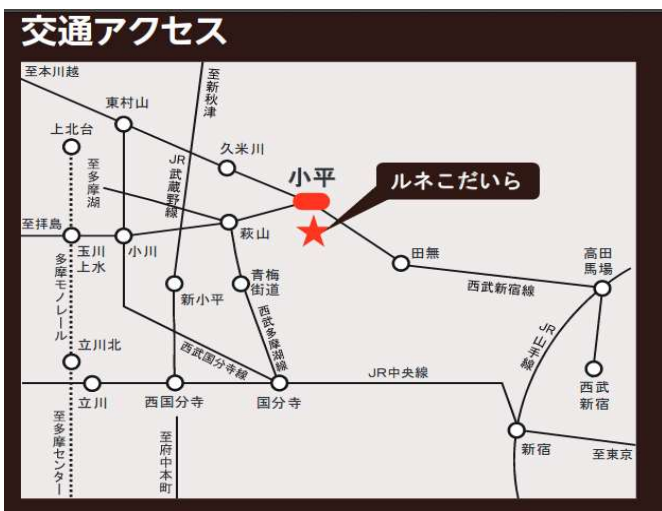 交通アクセス
至本川越
至新秋津
東村山
上北台
久米川
JR武蔵野線
至多摩湖
小平
ルネこだいら
至拝島
玉川上水
小川
萩山
田無
高田馬場
多摩モノレール
新小平
青梅街道
西武新宿線
西武多摩湖線
JR山手線
立川北
西武国分寺線
JR中央線
西武新宿
立川
西国分寺
国分寺
新宿
至東京
至多摩センター
至府中本町